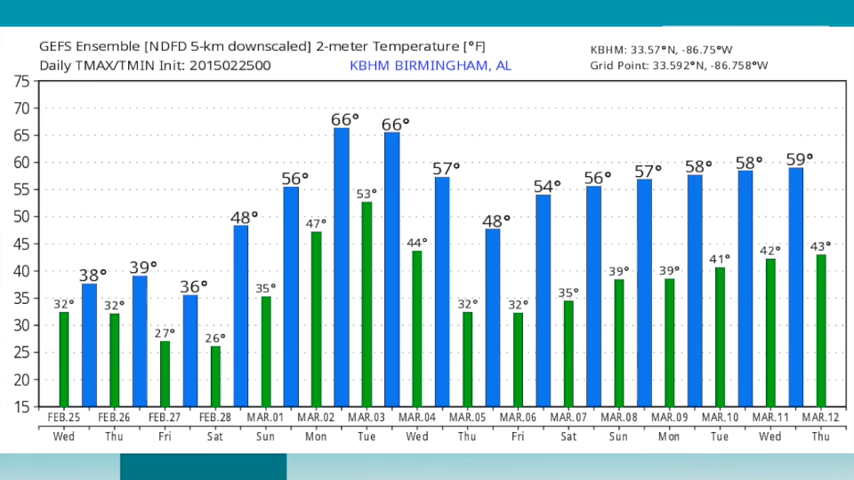 GEFS Ensemble [NDFD 5-km downscaled] 2-meter Temperature [°F]
Daily TMAX/TMIN Init: 2015022500
KBHM BIRMINGHAM, AL
KBHM: 33.57°N, -86.75°W
Grid Point: 33.592°N, -86.758°W
75
70
65
60
55
50
45
40
35
30
25
20
15
32° 38° 32° 39° 27° 36° 26° 48° 35° 56° 47° 66° 53° 66° 44° 57° 32° 48° 32° 54° 35° 56° 39° 57° 39° 58° 41° 58° 42° 59° 43°
FEB.25 FEB.26 FEB.27 FEB.28 MAR.01 MAR.02 MAR.03 MAR.04 MAR.05 MAR.06 MAR.07 MAR.08 MAR.09 MAR.10 MAR.11 MAR.12
Wed Thu Fri Sat Sun Mon Tue Wed Thu Fri Sat Sun Mon Tue Wed Thu